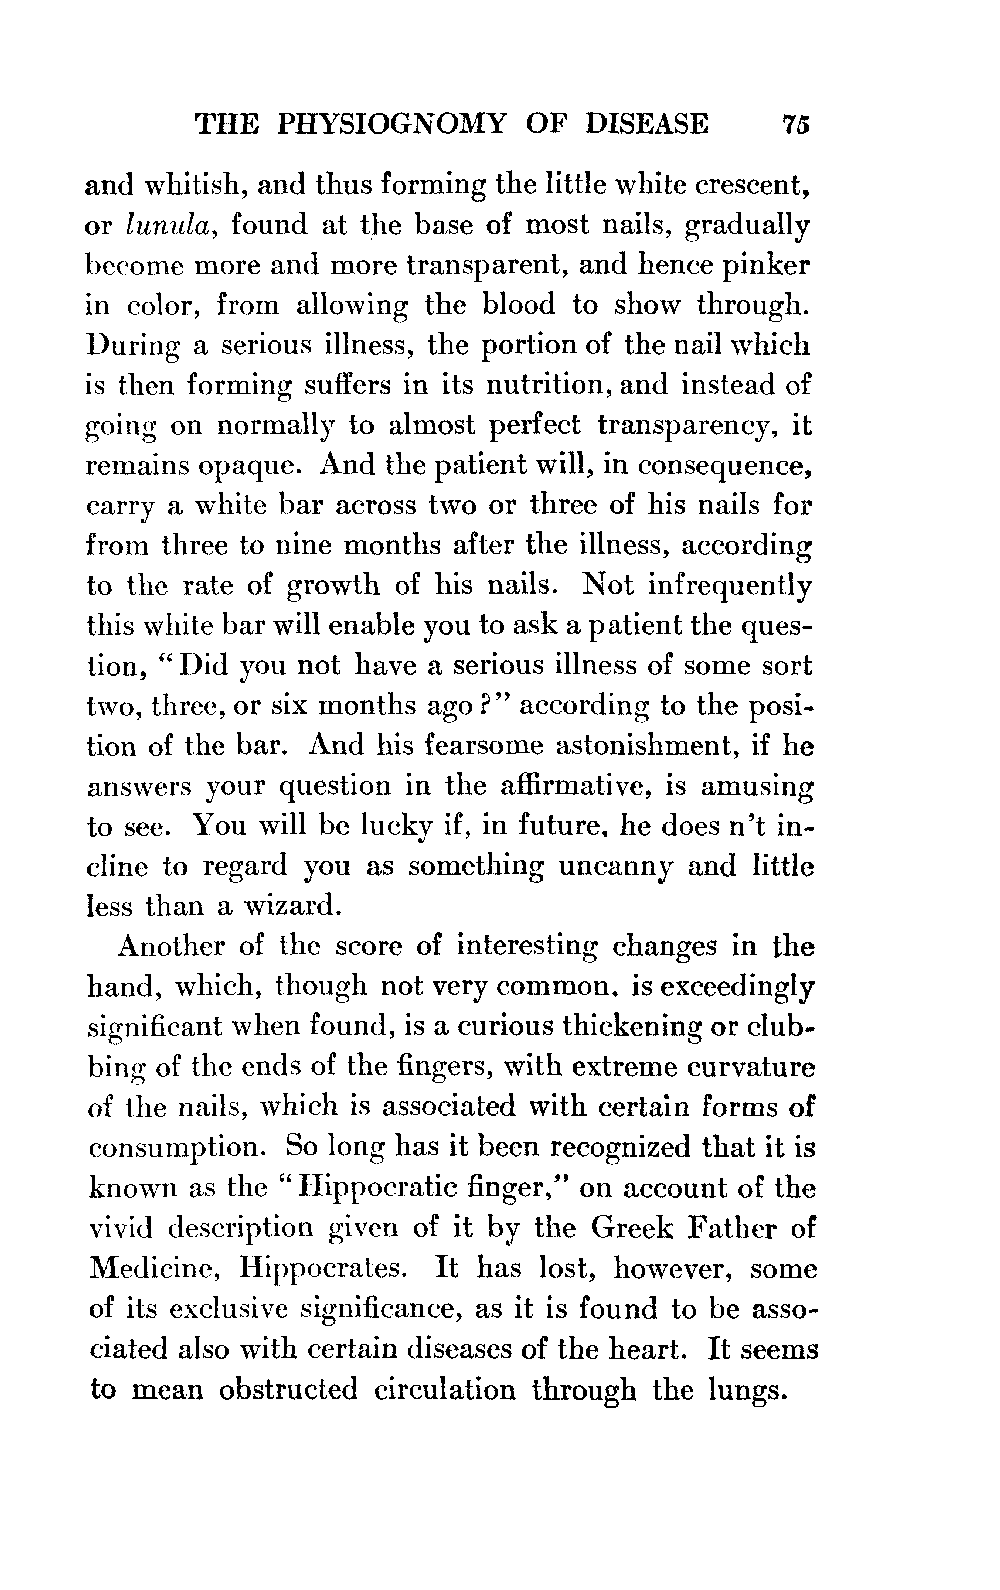 THE PHYSIOGNOMY OF DISEASE 75
and whitish, and thus forming the little white crescent,
or lunula, found at the base of most nails, gradually
become more and more transparent, and hence pinker
in color, from allowing the blood to show through.
During a serious illness, the portion of the nail which
is then forming suffers in its nutrition, and instead of
going on normally to almost perfect transparency, it
remains opaque. And the patient will, in consequence,
carry a white bar across two or three of his nails for
from three to nine months after the illness, according
to the rate of growth of his nails. Not infrequently
this white bar will enable you to ask a patient the ques-
tion, “Did you not have a serious illness of some sort
two, three, or six months ago?” according to the posi-
tion of the bar. And his fearsome astonishment, if he
answers your question in the affirmative, is amusing
to see. You will be lucky if, in future, he does n't in-
cline to regard you as something uncanny and little
less than a wizard.
Another of the score of interesting changes in the
hand, which, though not very common, is exceedingly
significant when found, is a curious thickening or club-
bing of the ends of the fingers, with extreme curvature
of the nails, which is associated with certain forms of
consumption. So long has it been recognized that it is
known as the “Hippocratic finger,” on account of the
vivid description given of it by the Greek Father of
Medicine, Hippocrates. It has lost, however, some
of its exclusive significance, as it is found to be asso-
ciated also with certain diseases of the heart. It seems
to mean obstructed circulation through the lungs.